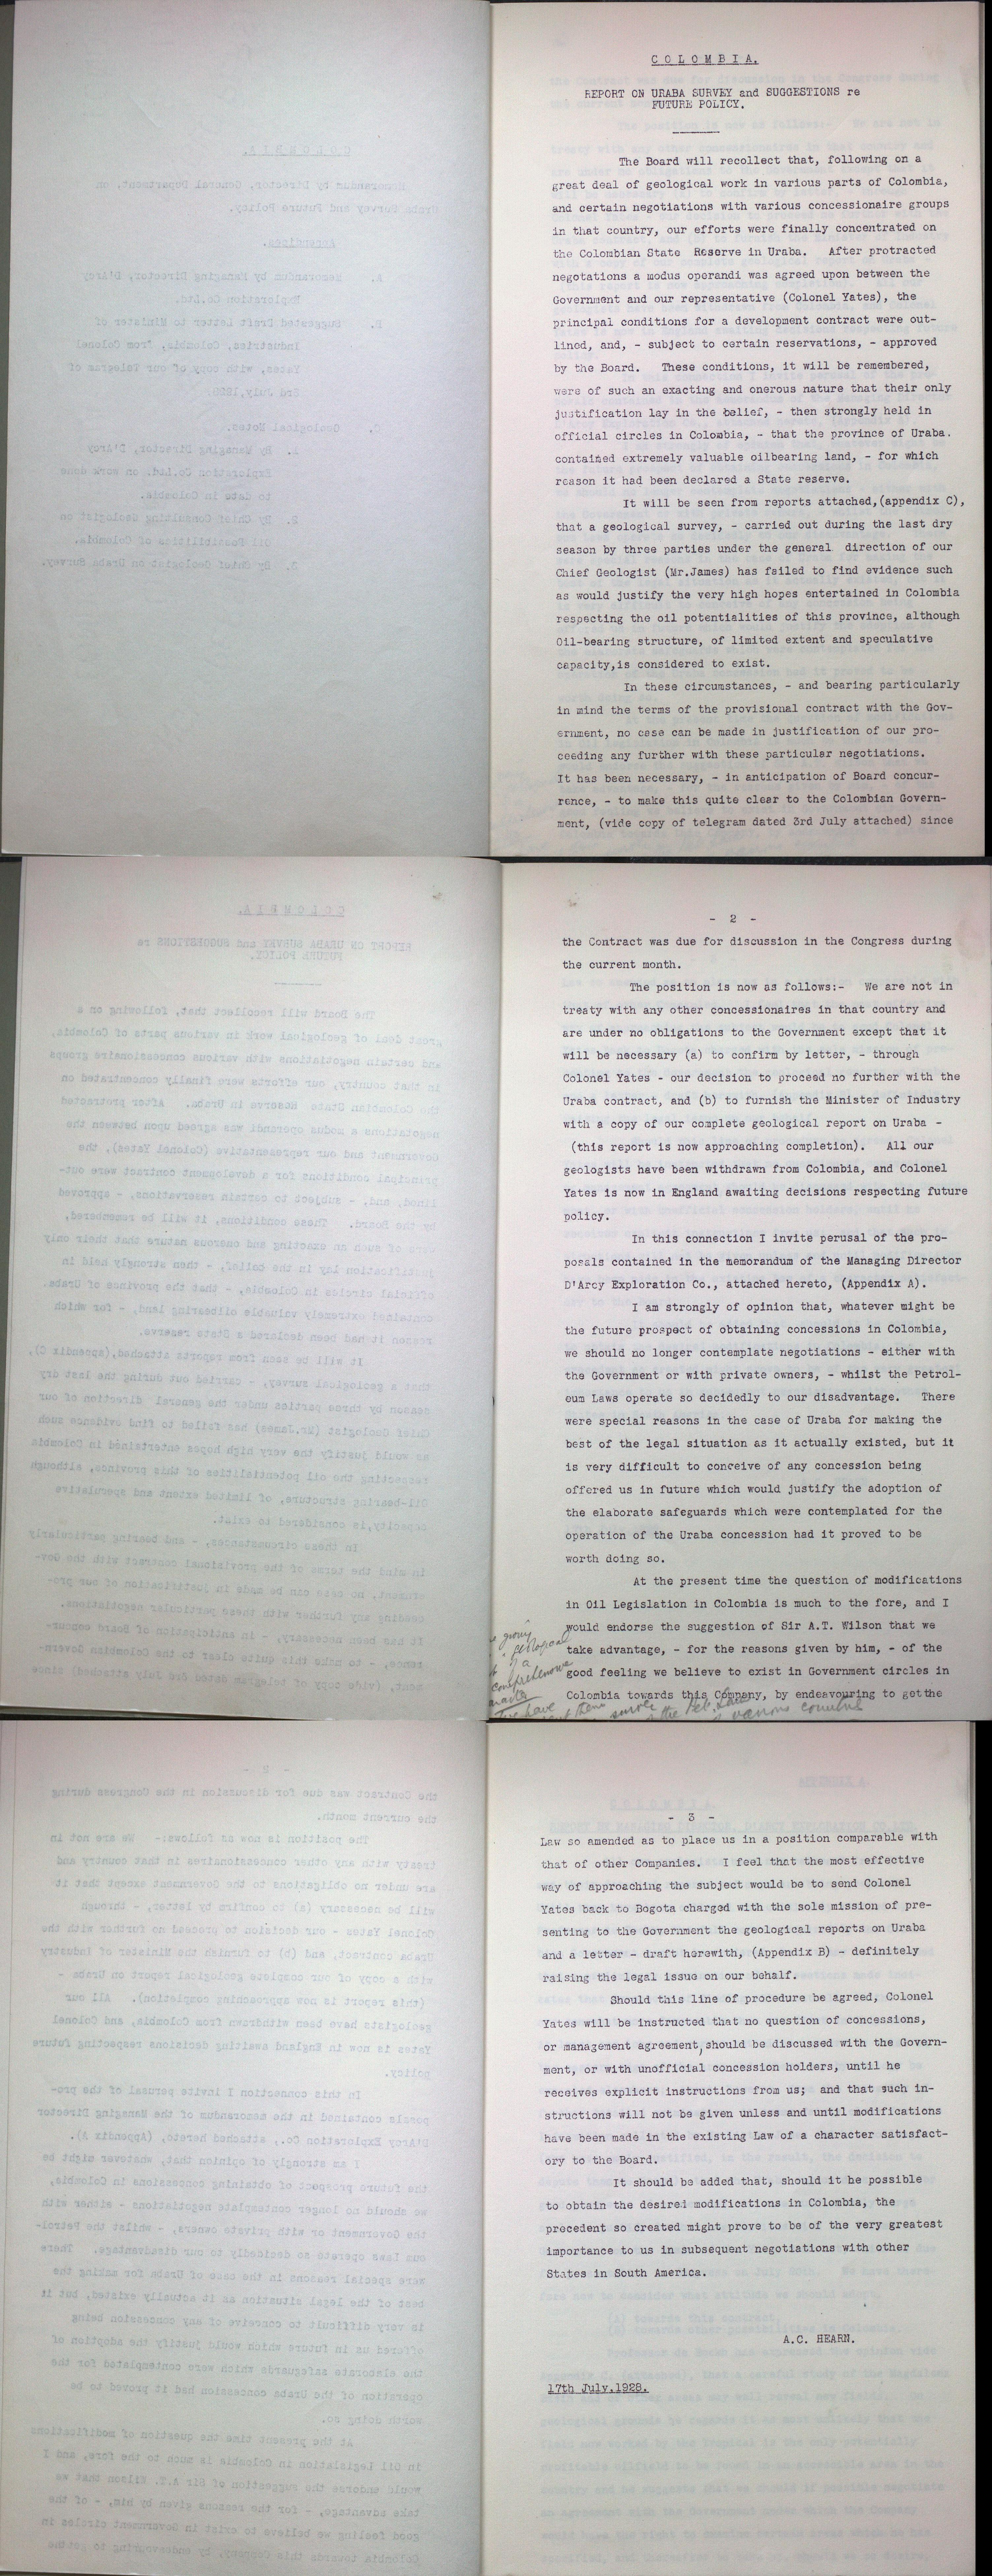 COLOMBIA.
REPORT ON URABA SURVEY and SUGGESTIONS re
FUTURE POLICY.
The Board will recollect that, following on a
great deal of geological work in various parts of Colombia,
and certain negotiations with various concessionaire groups
in that country, our efforts were finally concentrated on
the Colombian State Reserve in Uraba. After protracted
negotations a modus operandi was agreed upon between the
Government and our representative (Colonel Yates), the
principal conditions for a development contract were out-
lined, and, - subject to certain reservations, - approved
by the Board. These conditions, it will be remembered,
were of such an exacting and onerous nature that their only
justification lay in the belief, - then strongly held in
official circles in Colombia, - that the province of Uraba.
contained extremely valuable oilbearing land, - for which
reason it had been declared a State reserve.
It will be seen from reports attached,(appendix C),
that a geological survey, - carried out during the last dry
season by three parties under the general direction of our
Chief Geologist (Mr.James) has failed to find evidence such
as would justify the very high hopes entertained in Colombia
respecting the oil potentialities of this province, although
Oil-bearing structure, of limited extent and speculative
capacity,is considered to exist.
In these circumstances, - and bearing particularly
in mind the terms of the provisional contract with the Gov-
ernment, no case can be made in justification of our pro-
ceeding any further with these particular negotiations.
It has been necessary, - in anticipation of Board concur-
rence, - to make this quite clear to the Colombian Govern-
ment, (vide copy of telegram dated 3rd July attached) since
- 2 -
the Contract was due for discussion in the Congress during
the current month.
The position is now as follows:- We are not in
treaty with any other concessionaires in that country and
are under no obligations to the Government except that it
will be necessary (a) to confirm by letter, - through
Colonel Yates - our decision to proceed no further with the
Uraba contract, and (b) to furnish the Minister of Industry
with a copy of our complete geological report on Uraba -
(this report is now approaching completion). All our
geologists have been withdrawn from Colombia, and Colonel
Yates is now in England awaiting decisions respecting future
policy.
In this connection I invite perusal of the pro-
posals contained in the memorandum of the Managing Director
D'Arcy Exploration Co., attached hereto, (Appendix A).
I am strongly of opinion that, whatever might be
the future prospect of obtaining concessions in Colombia,
we should no longer contemplate negotiations - either with
the Government or with private owners, - whilst the Petrol-
eum Laws operate so decidedly to our disadvantage. There
were special reasons in the case of Uraba for making the
best of the legal situation as it actually existed, but it
is very difficult to conceive of any concession being
offered us in future which would justify the adoption of
the elaborate safeguards which were contemplated for the
operation of the Uraba concession had it proved to be
worth doing so.
At the present time the question of modifications
in Oil Legislation in Colombia is much to the fore, and I
would endorse the suggestion of Sir A.T. Wilson that we
take advantage, - for the reasons given by him, - of the
good feeling we believe to exist in Government circles in
Colombia towards this Company, by endeavouring to getthe
comprehensive
have
various
- 3 -
Law so amended as to place us in a position comparable with
that of other Companies. I feel that the most effective
way of approaching the subject would be to send Colonel
Yates back to Bogota charged with the sole mission of pre-
senting to the Government the geological reports on Uraba
and a letter - draft herewith, (Appendix B) - definitely
raising the legal issue on our behalf.
Should this line of procedure be agreed, Colonel
Yates will be instructed that no question of concessions,
or management agreement,should be discussed with the Govern-
ment, or with unofficial concession holders, until he
receives explicit instructions from us; and that such in-
structions will not be given unless and until modifications
have been made in the existing Law of a character satisfact-
ory to the Board.
It should be added that, should it be possible
to obtain the desired modifications in Colombia, the
precedent so created might prove to be of the very greatest
importance to us in subsequent negotiations with other
States in South America.
A.C. HEARN.
17th July.1928.